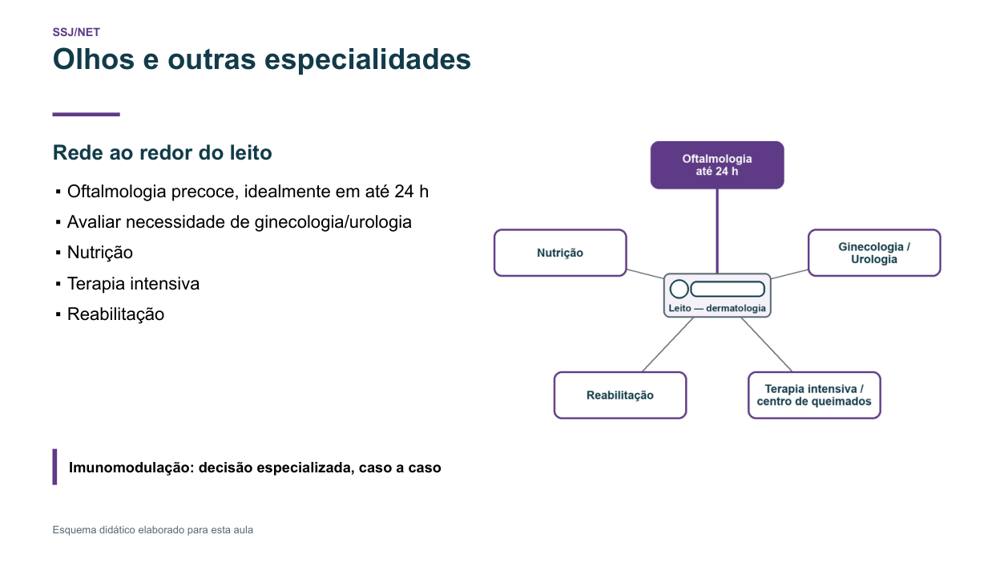 SSJ/NET
Olhos e outras especialidades
Rede ao redor do leito
▪ Oftalmologia precoce, idealmente em até 24 h
▪ Avaliar necessidade de ginecologia/urologia
▪ Nutrição
▪ Terapia intensiva
▪ Reabilitação
Oftalmologia
até 24 h
Nutrição
Ginecologia /
Urologia
Leito — dermatologia
Reabilitação
Terapia intensiva /
centro de queimados
Imunomodulação: decisão especializada, caso a caso
Esquema didático elaborado para esta aula